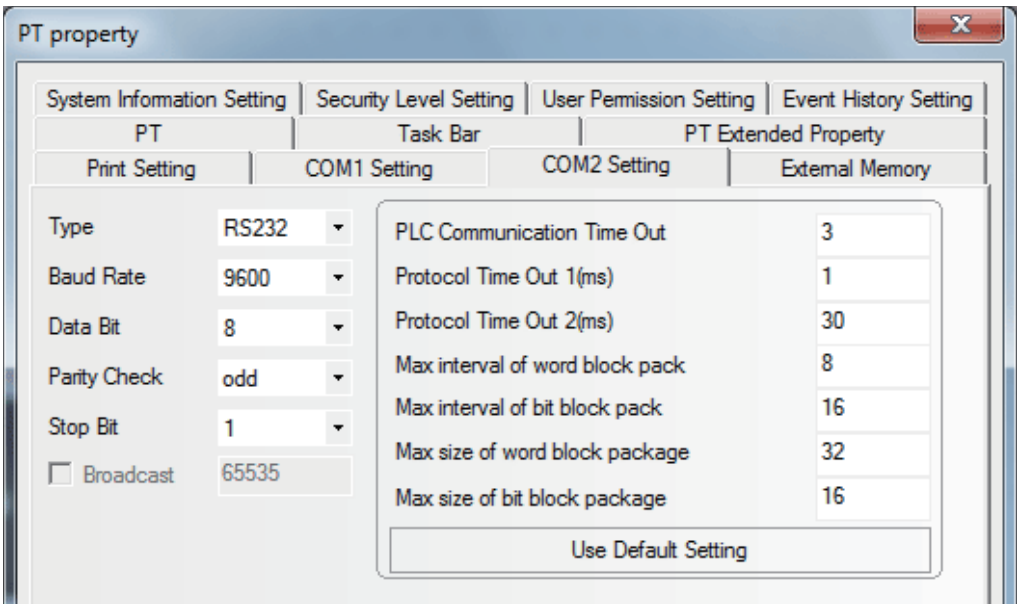 PT property
System Information Setting
Security Level Setting
User Permission Setting
Event History Setting
PT
Task Bar
PT Extended Property
Print Setting
COM1 Setting
COM2 Setting
External Memory
Type RS232
Baud Rate 9600
Data Bit 8
Parity Check odd
Stop Bit 1
Broadcast 65535
PLC Communication Time Out 3
Protocol Time Out 1(ms) 1
Protocol Time Out 2(ms) 30
Max interval of word block pack 8
Max interval of bit block pack 16
Max size of word block package 32
Max size of bit block package 16
Use Default Setting